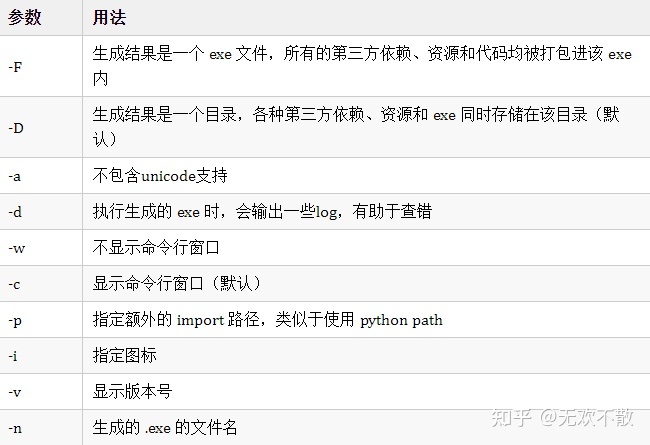 参数 用法
-F 生成结果是一个 exe 文件，所有的第三方依赖、资源和代码均被打包进该 exe
内
-D 生成结果是一个目录，各种第三方依赖、资源和 exe 同时存储在该目录（默
认）
-a 不包含unicode支持
-d 执行生成的 exe 时，会输出一些log，有助于查错
-w 不显示命令行窗口
-c 显示命令行窗口（默认）
-p 指定额外的 import 路径，类似于使用 python path
-i 指定图标
-v 显示版本号
-n 生成的 .exe 的文件名
知乎 @无欢不散